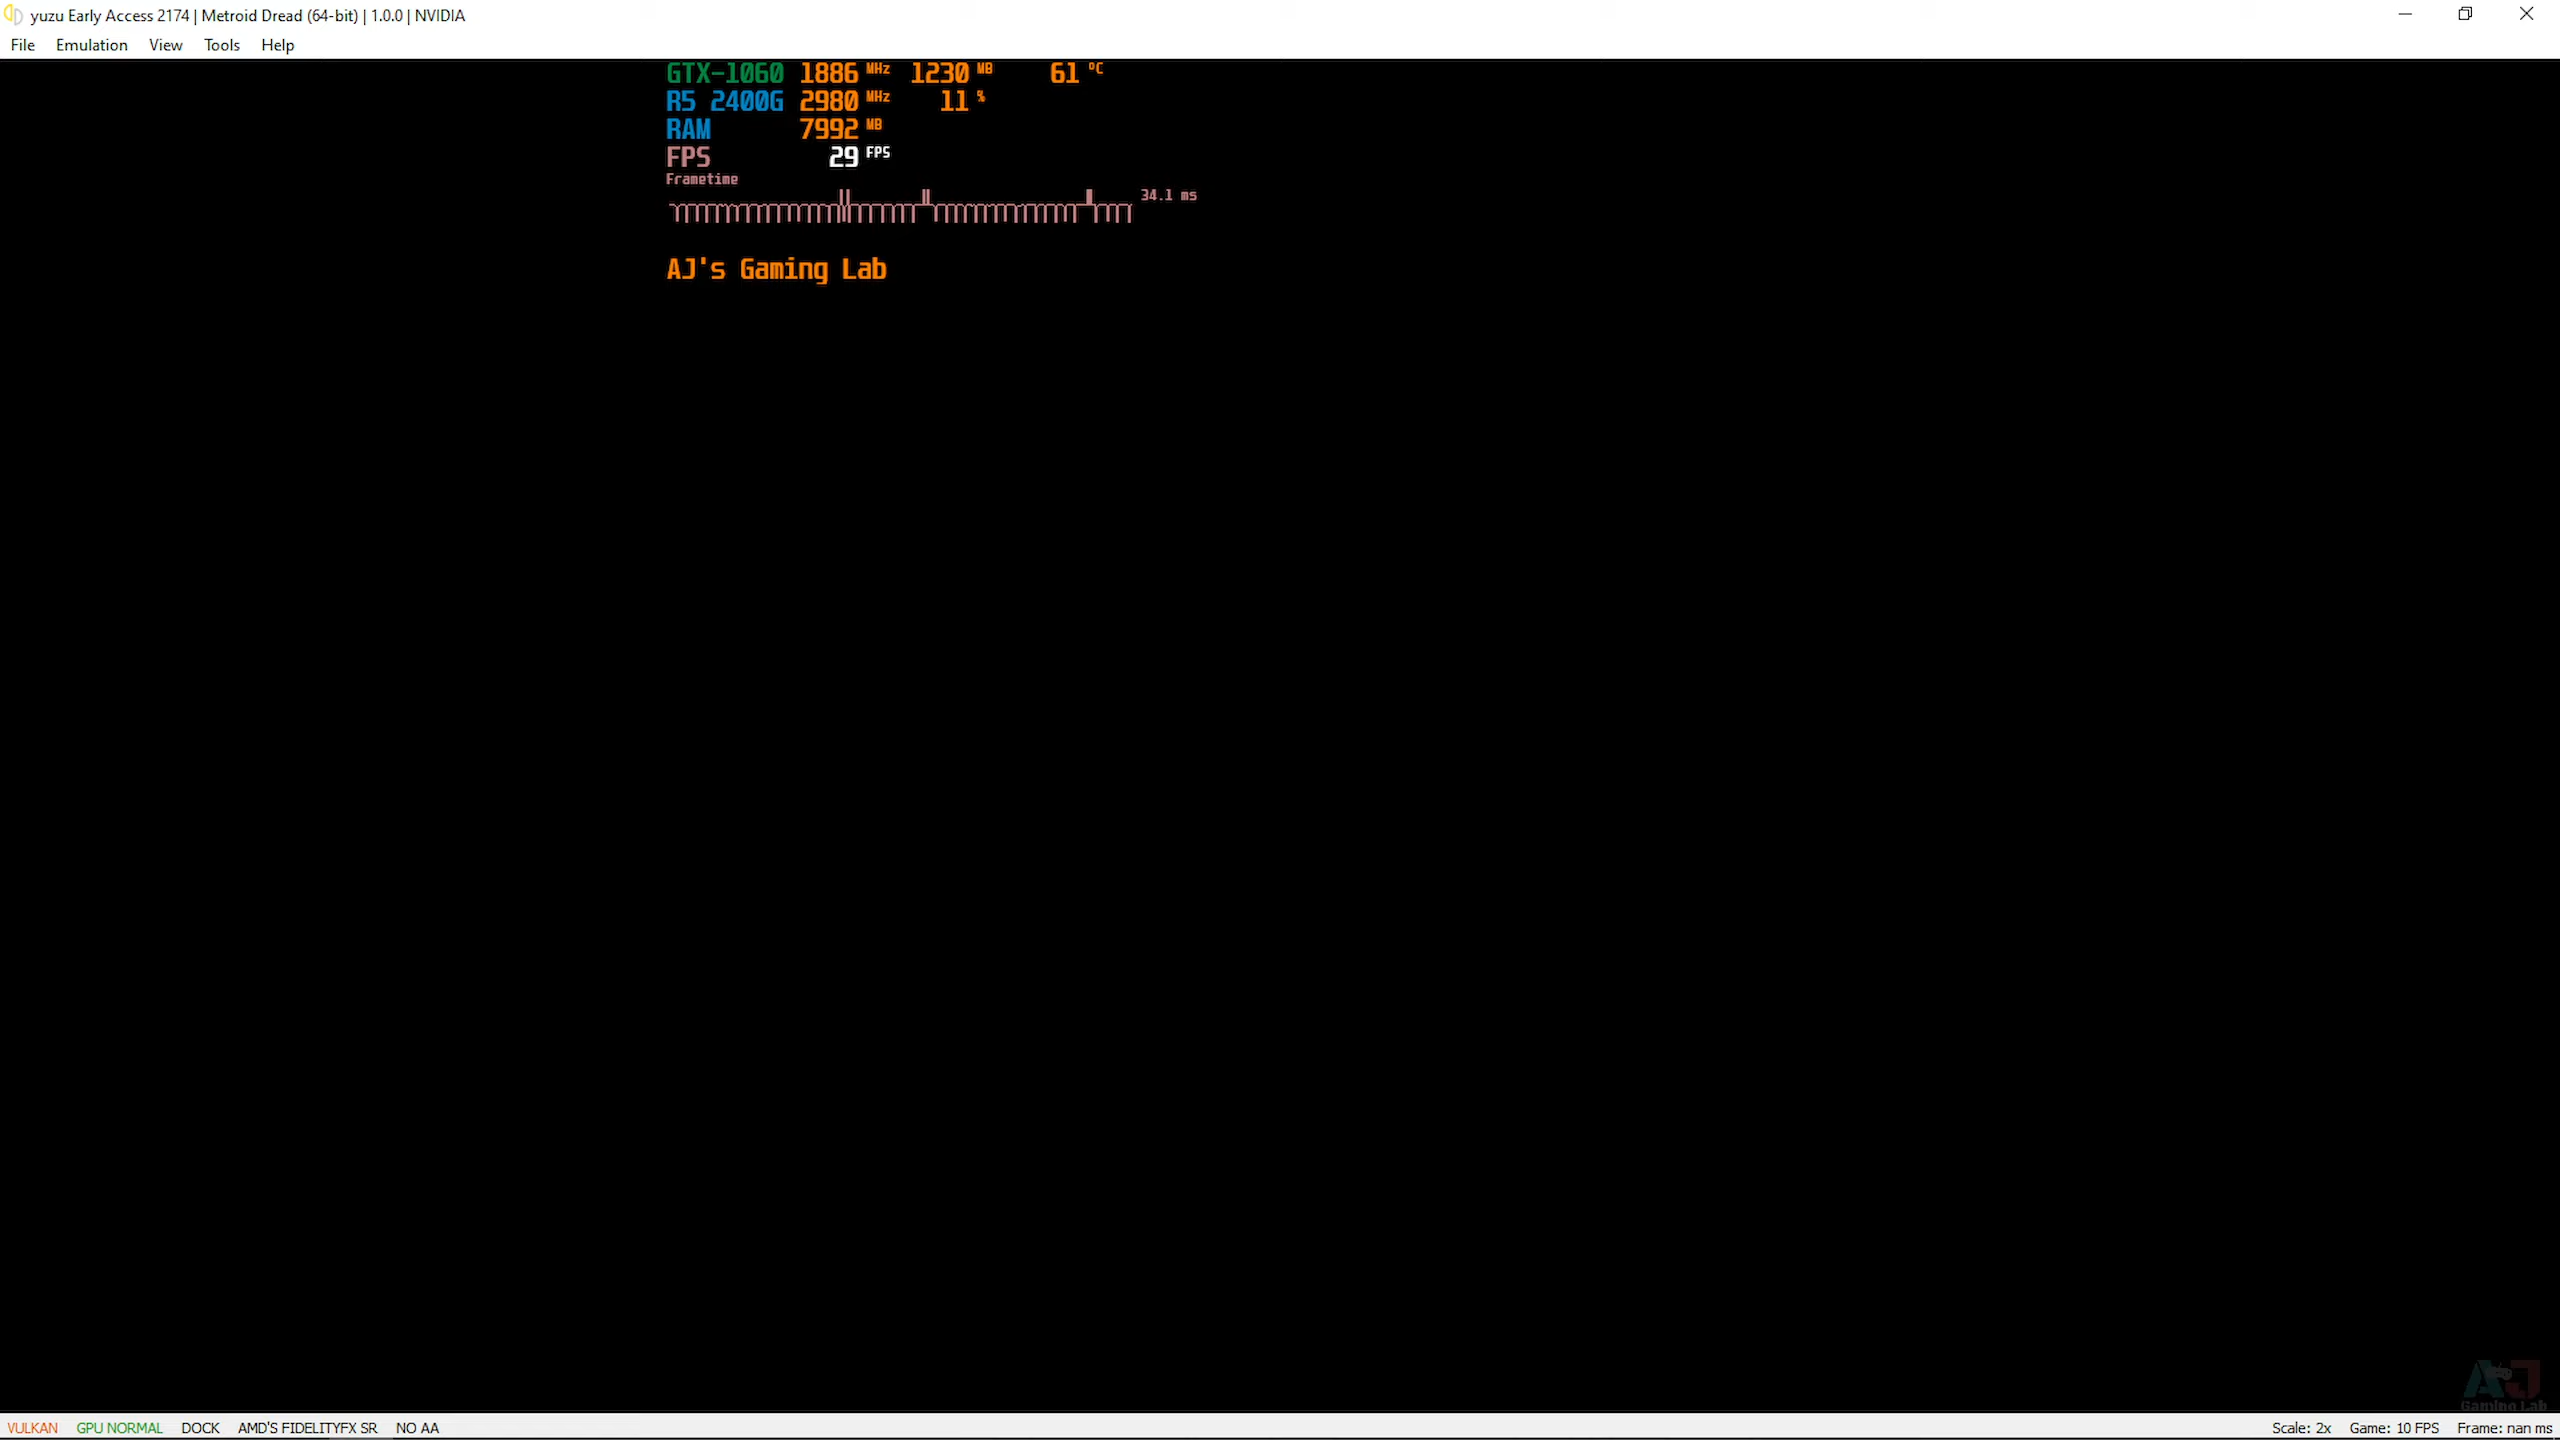 yuzu Early Access 2174 | Metroid Dread (64-bit) | 1.0.0 | NVIDIA
File Emulation View Tools Help
GTX-1060 1886 MHz 1230 MB 61 °C
R5 2400G 2980 MHz 11 %
RAM 7992 MB
FPS 29 FPS
Frametime
34.1 ms
AJ's Gaming Lab
AJ
Gaming Lab
VULKAN GPU NORMAL DOCK AMD'S FIDELITYFX SR NO AA Scale: 2x Game: 10 FPS Frame: nan ms